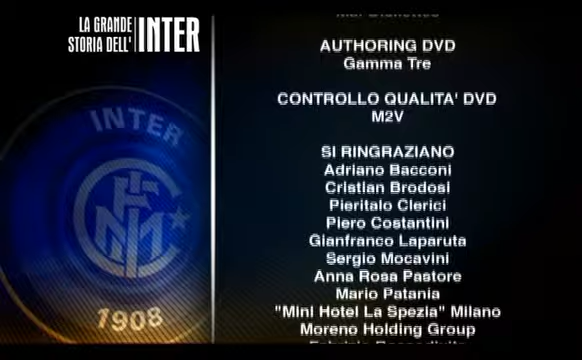 LA GRANDE
STORIA DELL' INTER
INTER
1908
AUTHORING DVD
Gamma Tre
CONTROLLO QUALITA' DVD
M2V
SI RINGRAZIANO
Adriano Bacconi
Cristian Brodosi
Pieritalo Clerici
Piero Costantini
Gianfranco Laparuta
Sergio Mocavini
Anna Rosa Pastore
Mario Patania
"Mini Hotel La Spezia" Milano
Moreno Holding Group